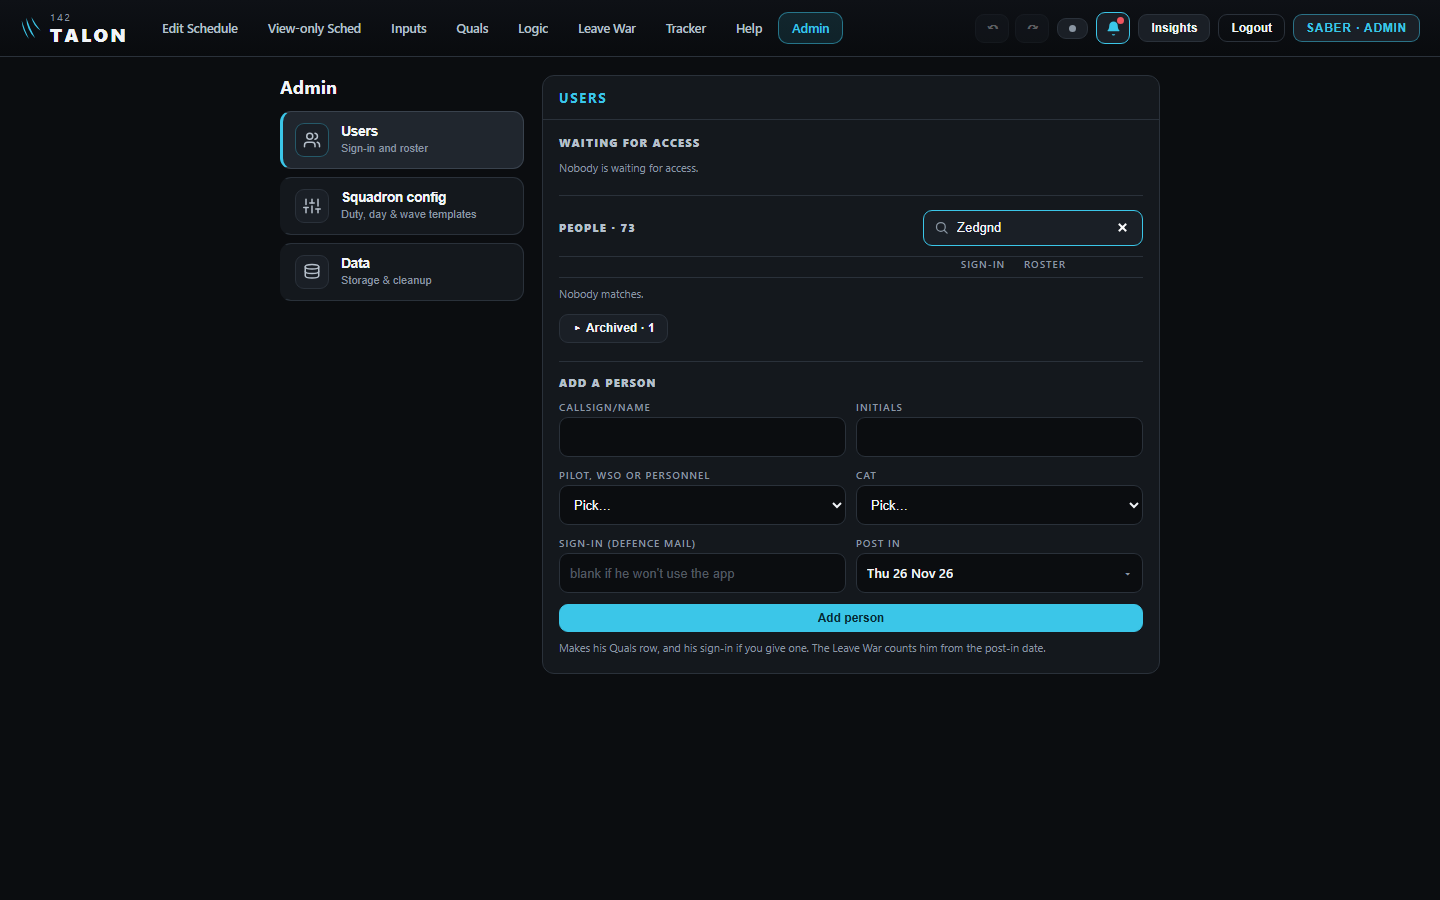 142
TALON
Edit Schedule
View-only Sched
Inputs
Quals
Logic
Leave War
Tracker
Help
Admin
Insights
Logout
SABER · ADMIN
Admin
Users
Sign-in and roster
Squadron config
Duty, day & wave templates
Data
Storage & cleanup
USERS
WAITING FOR ACCESS
Nobody is waiting for access.
PEOPLE · 73
Zedgnd
SIGN-IN ROSTER
Nobody matches.
Archived · 1
ADD A PERSON
CALLSIGN/NAME
INITIALS
PILOT, WSO OR PERSONNEL
CAT
Pick...
Pick...
SIGN-IN (DEFENCE MAIL)
POST IN
blank if he won't use the app
Thu 26 Nov 26
Add person
Makes his Quals row, and his sign-in if you give one. The Leave War counts him from the post-in date.